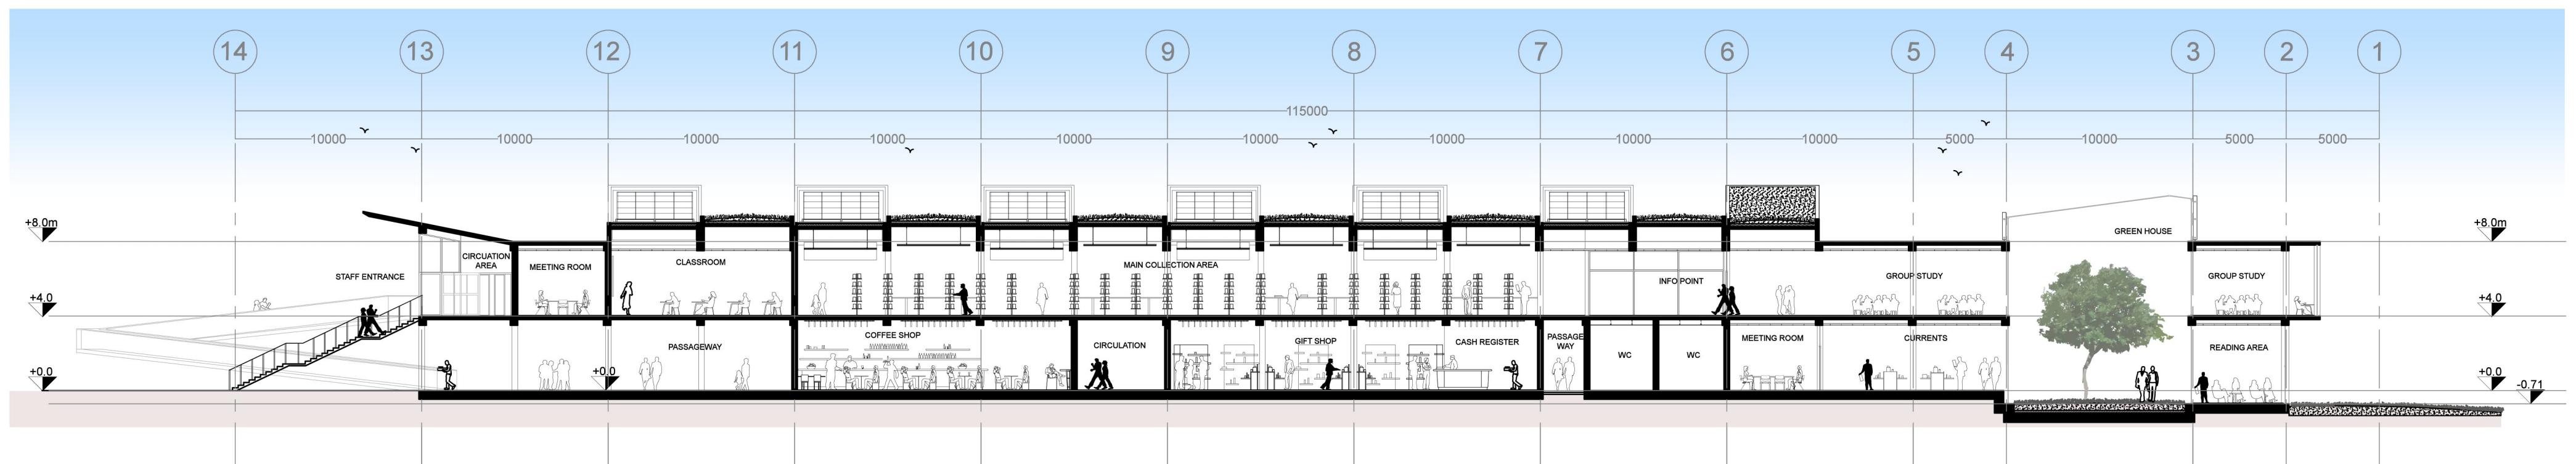 14 13 12 11 10 9 8 7 6 5 4 3 2 1
115000
10000 10000 10000 10000 10000 10000 10000 10000 10000 5000 10000 5000 5000
+8.0m
+8.0m
GREEN HOUSE
CIRCUATION
AREA
MEETING ROOM
CLASSROOM
MAIN COLLECTION AREA
STAFF ENTRANCE
INFO POINT
GROUP STUDY
GROUP STUDY
+4.0
+4.0
PASSAGEWAY
COFFEE SHOP
CIRCULATION
GIFT SHOP
CASH REGISTER
PASSAGE
WAY
WC
WC
MEETING ROOM
CURRENTS
READING AREA
+0.0
+0.0
+0.0
-0.71